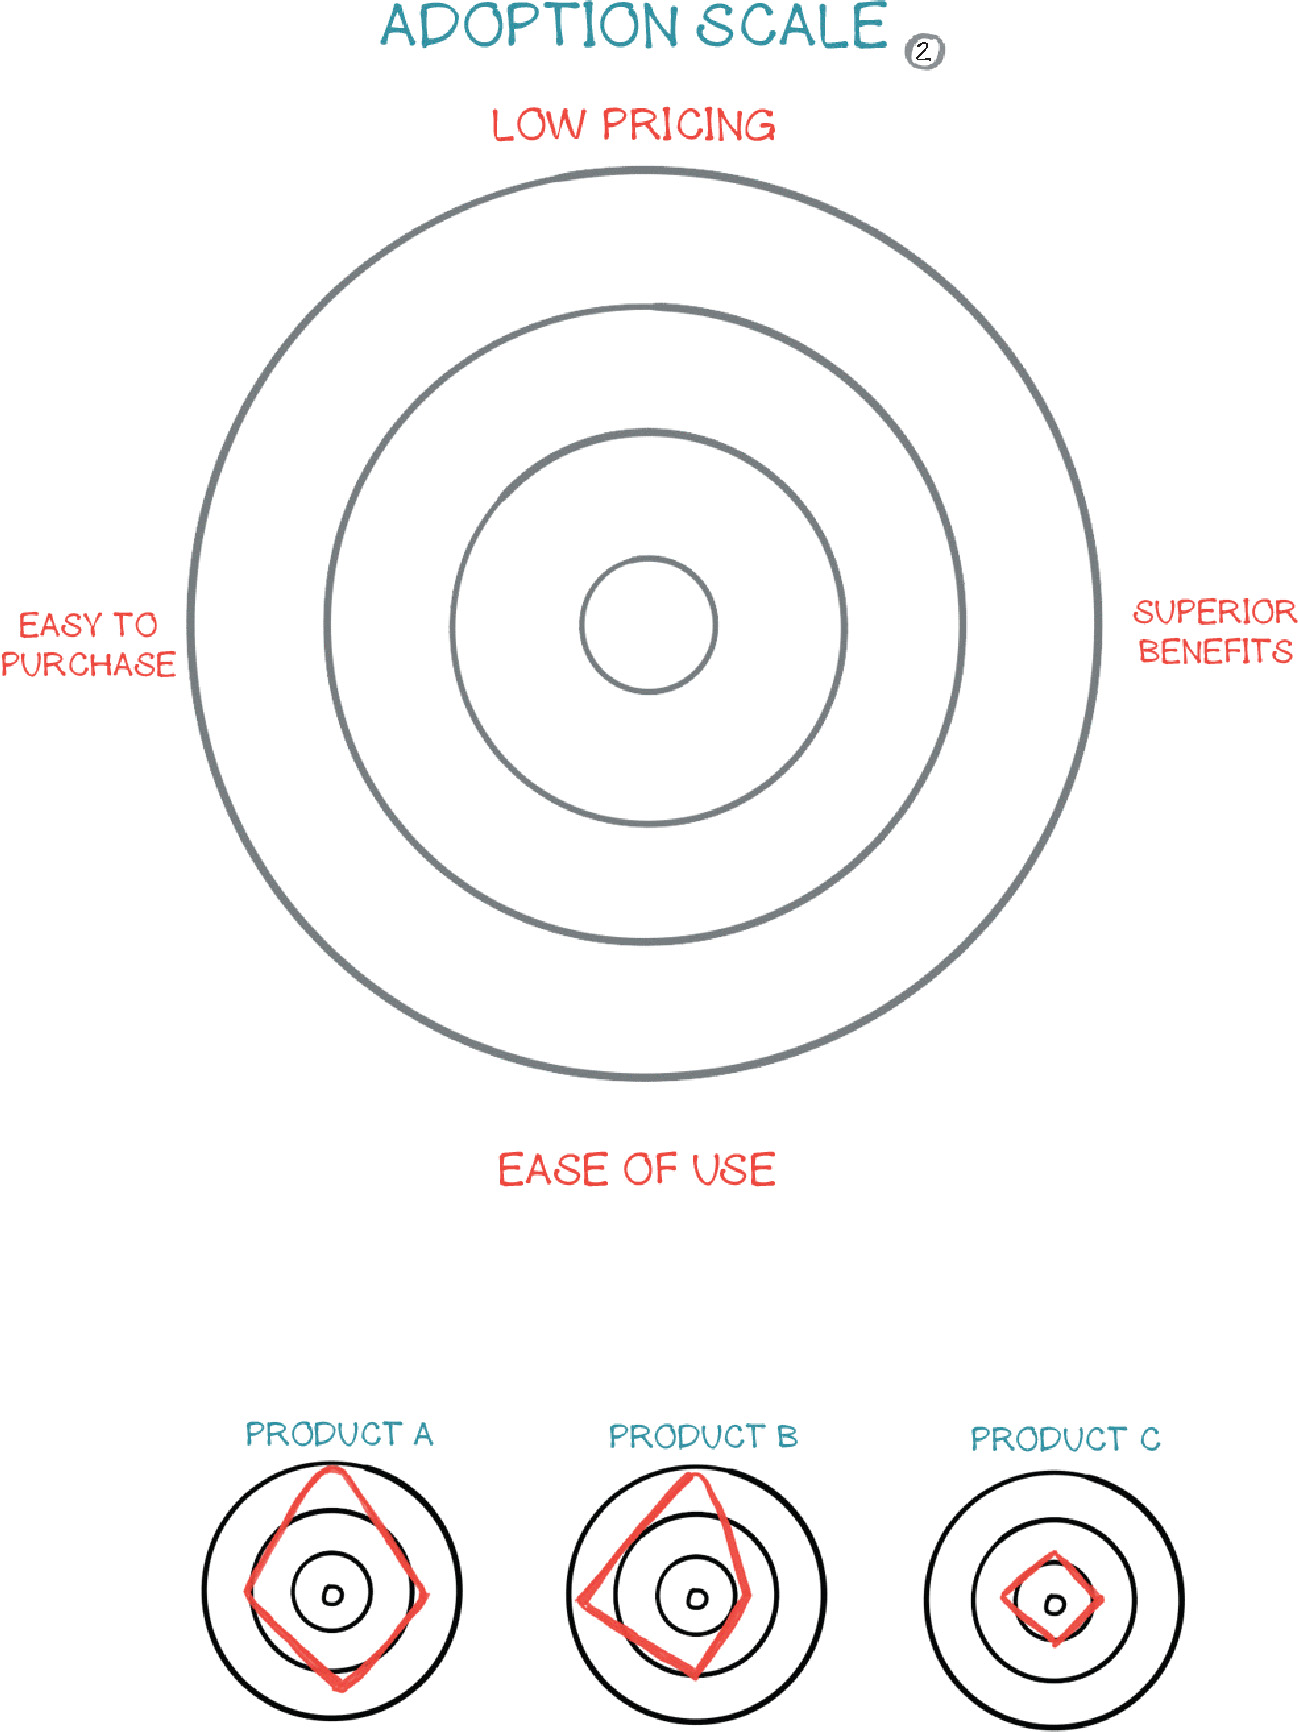 ADOPTION SCALE 2
LOW PRICING
EASY TO
PURCHASE
SUPERIOR
BENEFITS
EASE OF USE
PRODUCT A
PRODUCT B
PRODUCT C